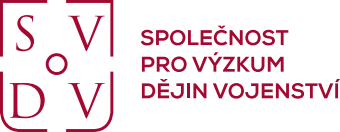 S V
D V
SPOLEČNOST
PRO VÝZKUM
DĚJIN VOJENSTVÍ